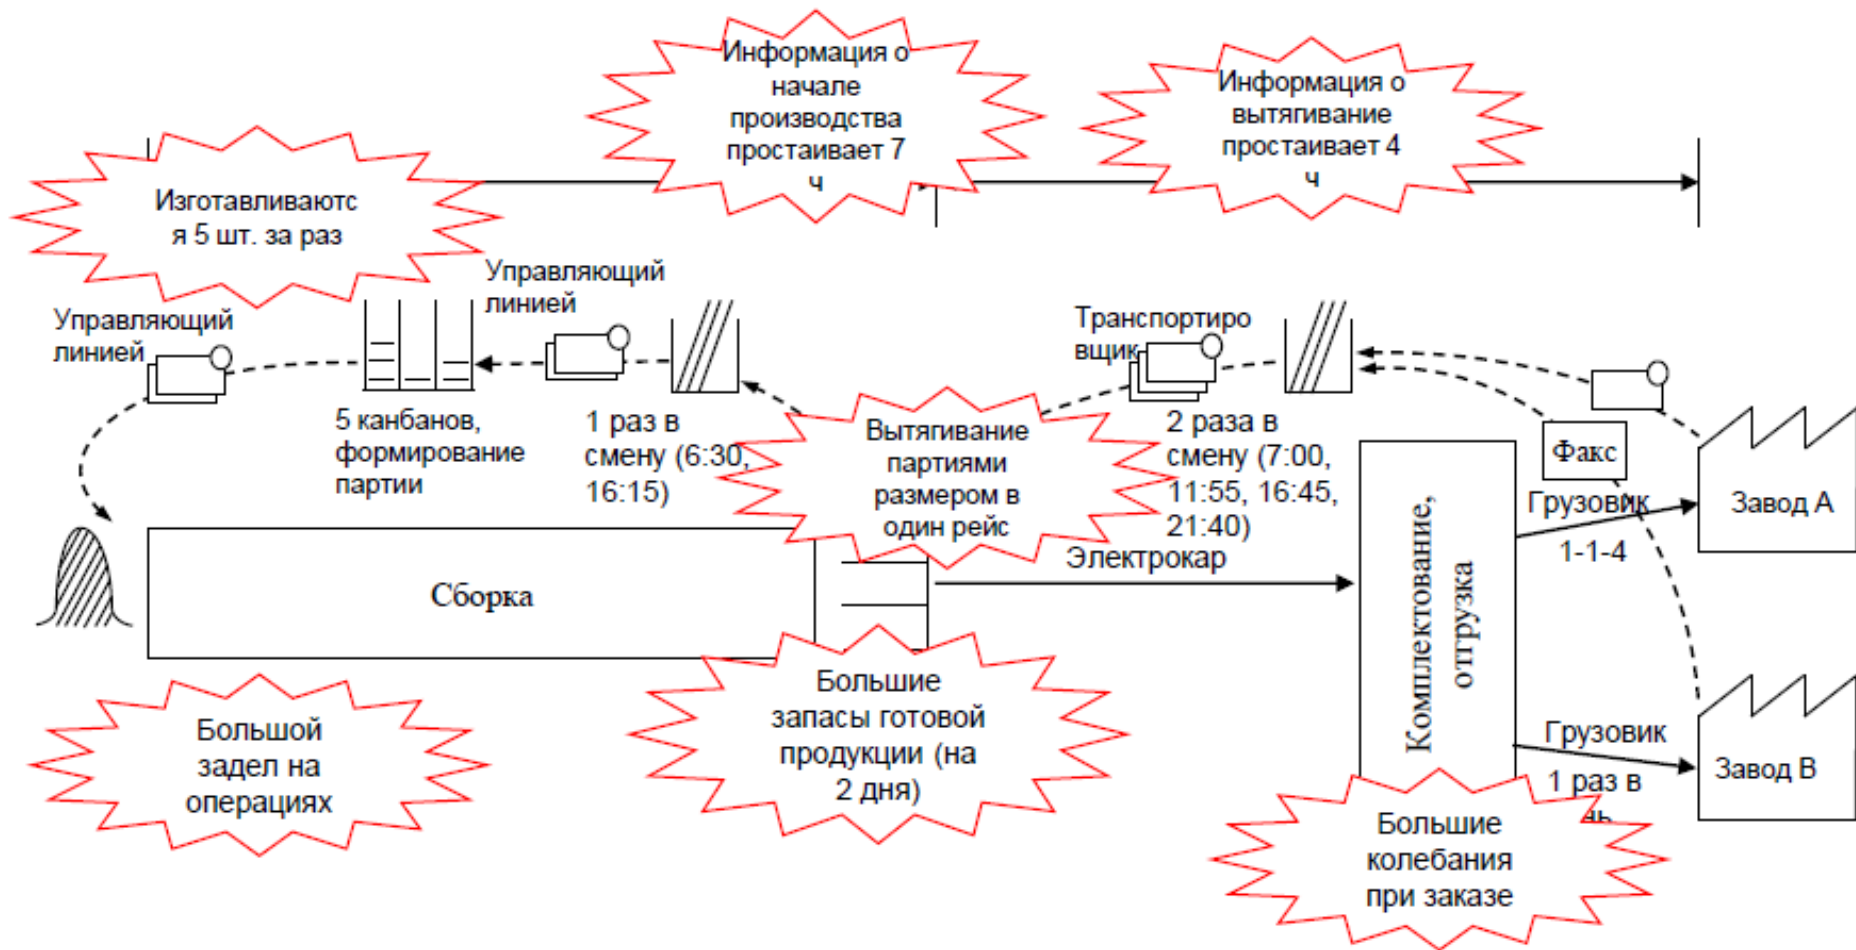 Информация о
начале
производства
простаивает 7
ч
Информация о
вытягивание
простаивает 4
ч
Изготавливаютс
я 5 шт. за раз
Управляющий
линией
Управляющий
линией
Транспортиро
вщик
5 канбанов,
формирование
партии
1 раз в
смену (6:30,
16:15)
Вытягивание
партиями
размером в
один рейс
2 раза в
смену (7:00,
11:55, 16:45,
21:40)
Факс
Грузовик
1-1-4
Завод А
Электрокар
Сборка
Комплектование,
отгрузка
Большой
задел на
операциях
Большие
запасы готовой
продукции (на
2 дня)
Грузовик
1 раз в
Завод В
Большие
колебания
при заказе